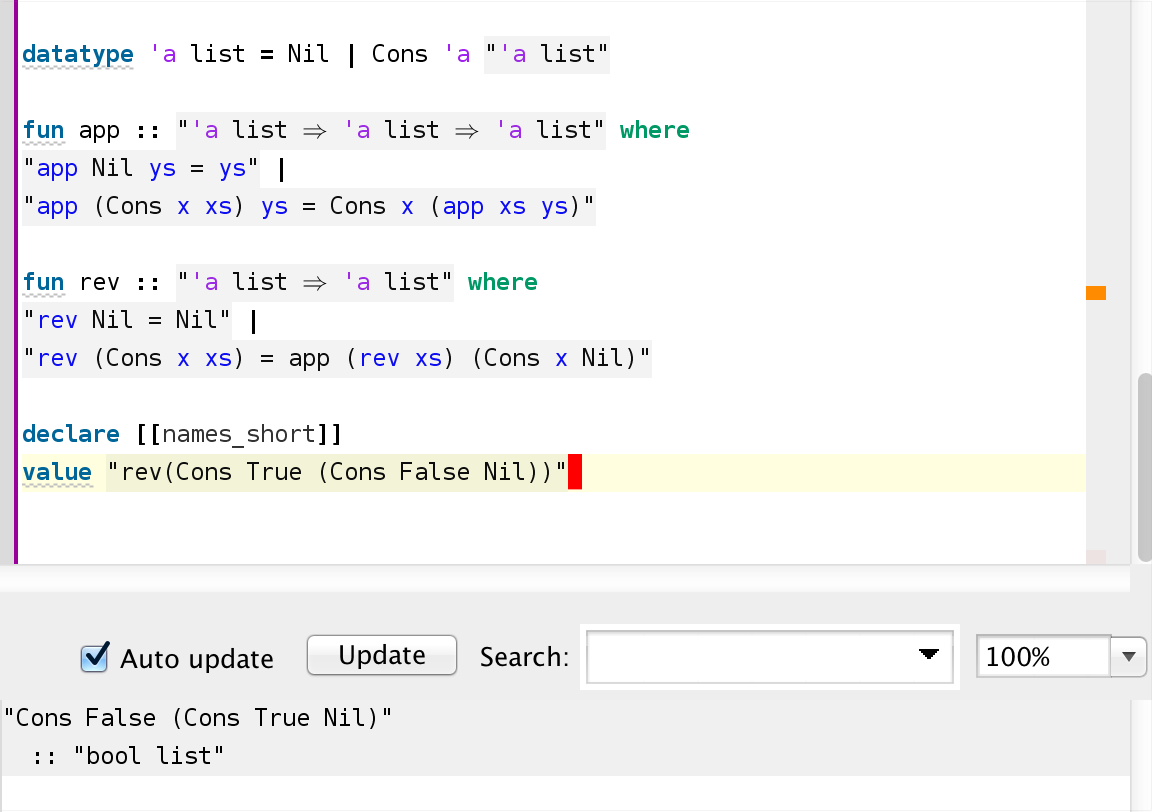 datatype 'a list = Nil | Cons 'a "'a list"
fun app :: "'a list ⇒ 'a list ⇒ 'a list" where
"app Nil ys = ys" |
"app (Cons x xs) ys = Cons x (app xs ys)"
fun rev :: "'a list ⇒ 'a list" where
"rev Nil = Nil" |
"rev (Cons x xs) = app (rev xs) (Cons x Nil)"
declare [[names_short]]
value "rev(Cons True (Cons False Nil))"
Auto update Update Search: 100%
"Cons False (Cons True Nil)"
:: "bool list"